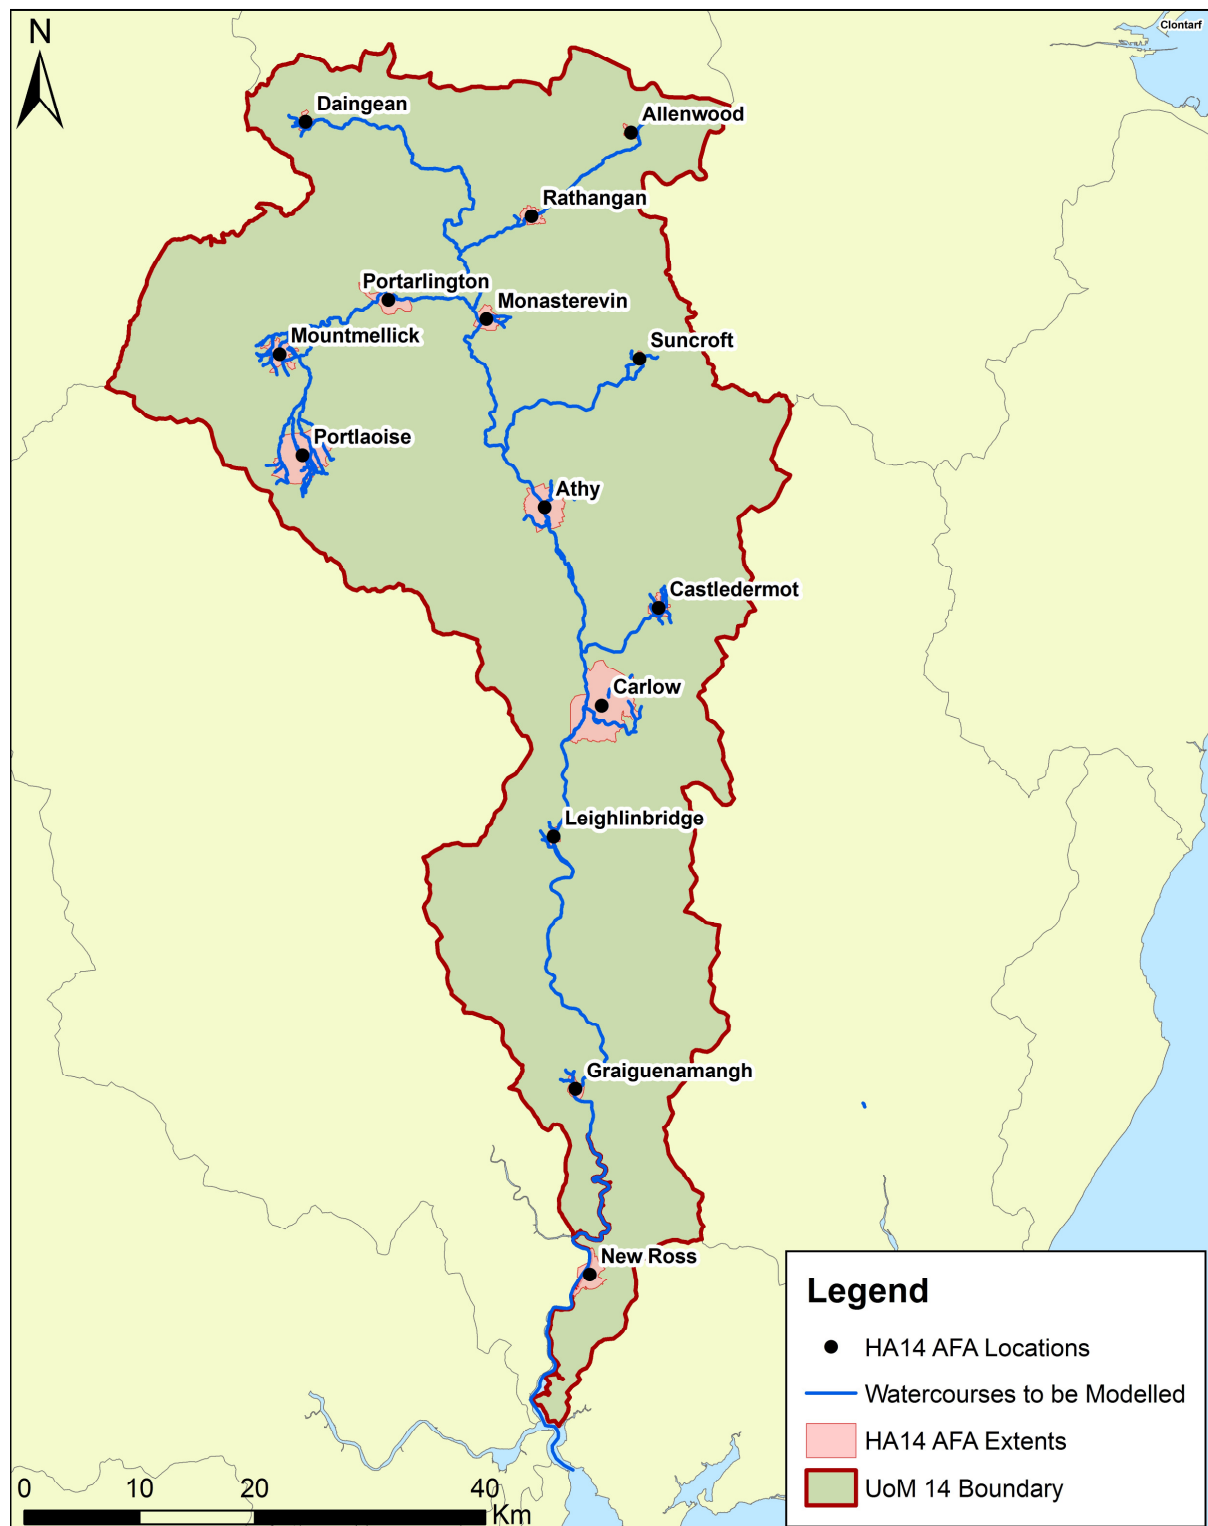 N
Clontarf
Daingean
Allenwood
Rathangan
Portarlington
Monasterevin
Mountmellick
Suncroft
Portlaoise
Athy
Castledermot
Carlow
Leighlinbridge
Graiguenamangh
New Ross
Legend
HA14 AFA Locations
Watercourses to be Modelled
HA14 AFA Extents
UoM 14 Boundary
0 10 20 40
Km